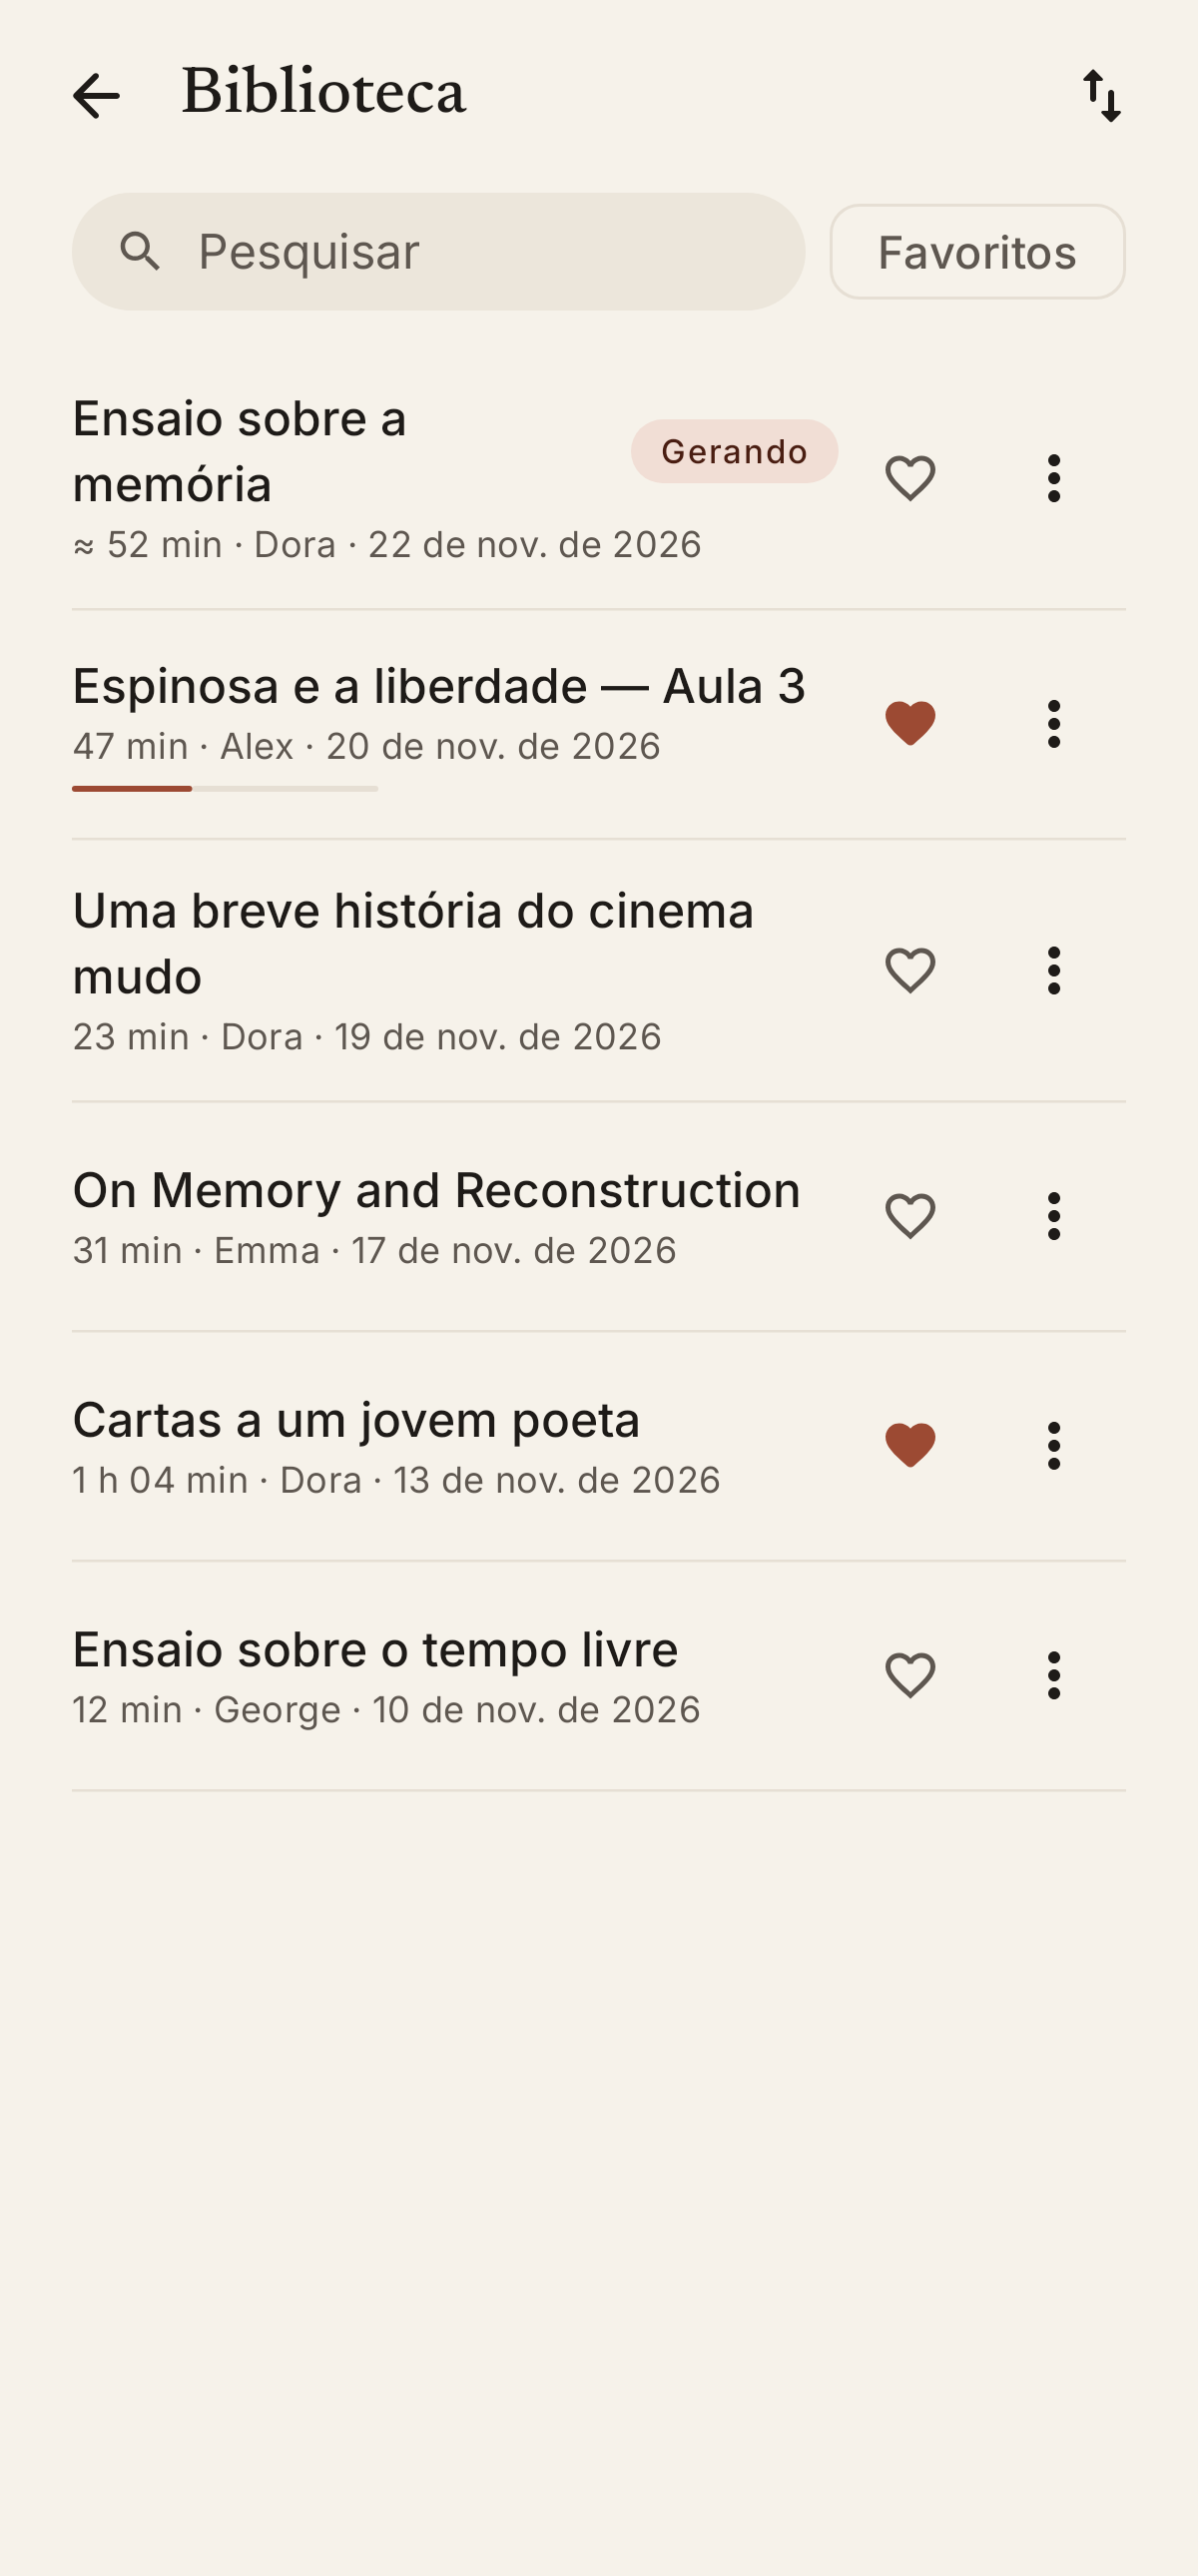 Biblioteca
Pesquisar
Favoritos
Ensaio sobre a
memória
Gerando
≈ 52 min · Dora · 22 de nov. de 2026
Espinosa e a liberdade — Aula 3
47 min · Alex · 20 de nov. de 2026
Uma breve história do cinema
mudo
23 min · Dora · 19 de nov. de 2026
On Memory and Reconstruction
31 min · Emma · 17 de nov. de 2026
Cartas a um jovem poeta
1 h 04 min · Dora · 13 de nov. de 2026
Ensaio sobre o tempo livre
12 min · George · 10 de nov. de 2026